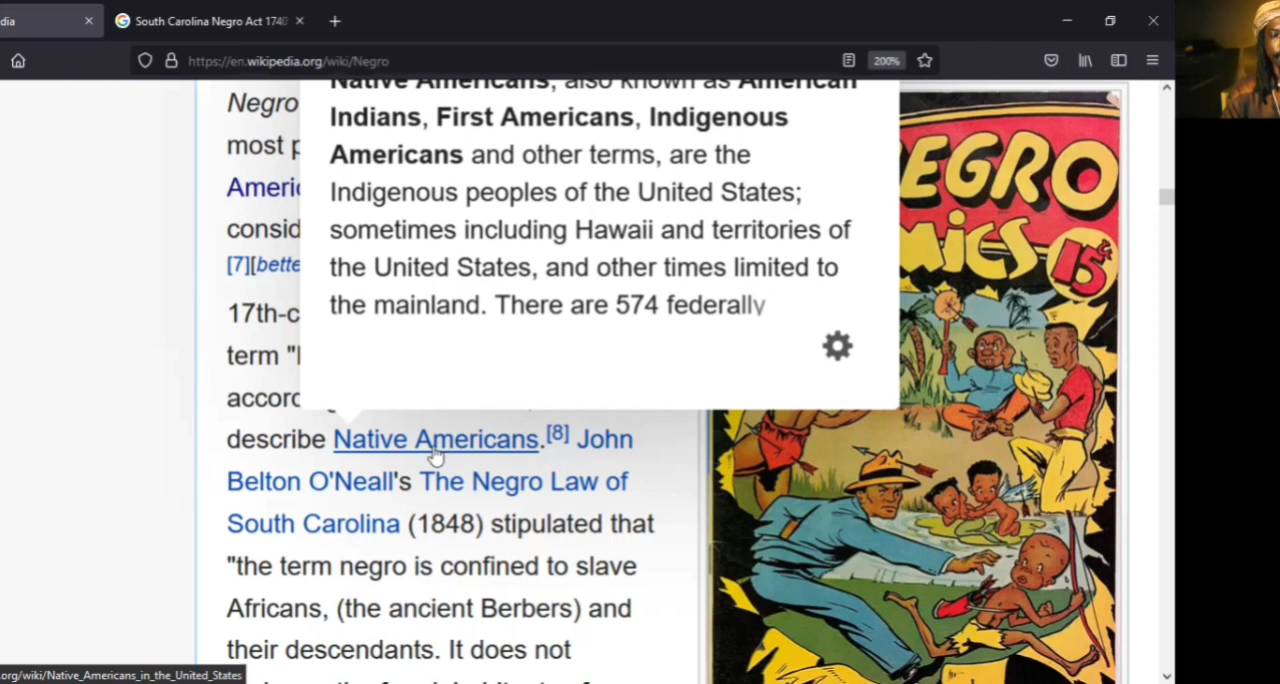 dia
South Carolina Negro Act 1740
https://en.wikipedia.org/wiki/Negro
200%
Native Americans, also known as American
Indians, First Americans, Indigenous
Americans and other terms, are the
Indigenous peoples of the United States;
sometimes including Hawaii and territories of
the United States, and other times limited to
the mainland. There are 574 federally
Negro
most p
Americ
consid
[7][bette
17th-c
term "
accord
describe Native Americans.[8] John
Belton O'Neall's The Negro Law of
South Carolina (1848) stipulated that
"the term negro is confined to slave
Africans, (the ancient Berbers) and
their descendants. It does not
EGRO
MICS
15¢
.org/wiki/Native_Americans_in_the_United_States